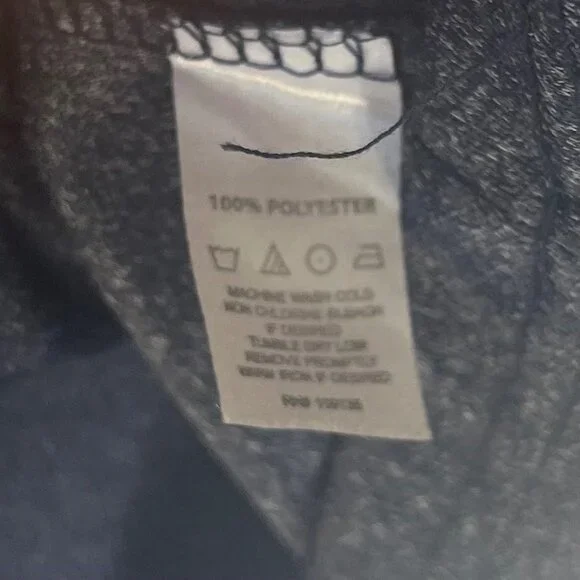 100% POLYESTER
MACHINE WASH COLD
NON CHLORINE BLEACH
IF DESIRED
TUMBLE DRY LOW
REMOVE PROMPTLY
WARM IRON IF DESIRED